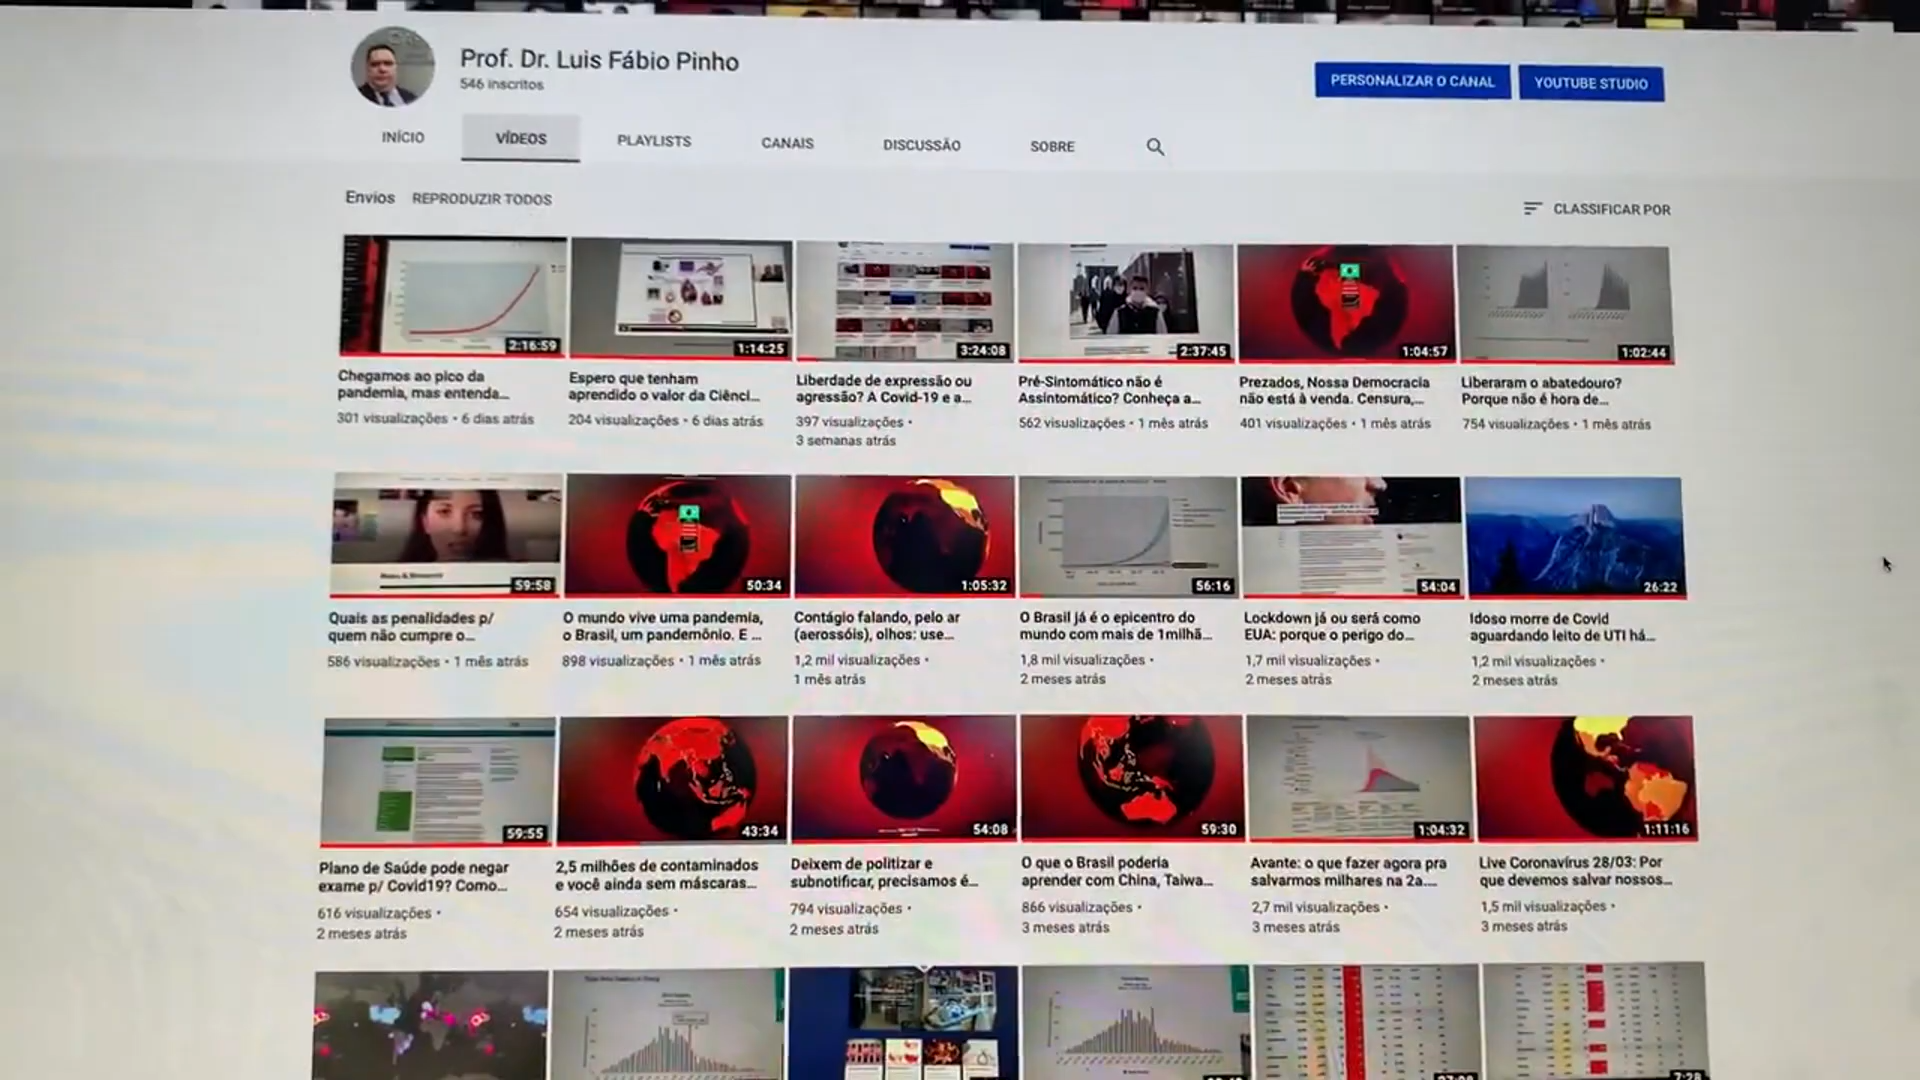 Prof. Dr. Luis Fábio Pinho
546 inscritos
PERSONALIZAR O CANAL
YOUTUBE STUDIO
INÍCIO
VÍDEOS
PLAYLISTS
CANAIS
DISCUSSÃO
SOBRE
Envios
REPRODUZIR TODOS
CLASSIFICAR POR
2:16:59
1:14:25
3:24:08
2:37:45
1:04:57
1:02:44
Chegamos ao pico da
pandemia, mas entenda...
301 visualizações • 6 dias atrás
Espero que tenham
aprendido o valor da Ciênci...
204 visualizações • 6 dias atrás
Liberdade de expressão ou
agressão? A Covid-19 e a...
397 visualizações •
3 semanas atrás
Pré-Sintomático não é
Assintomático? Conheça a...
562 visualizações • 1 mês atrás
Prezados, Nossa Democracia
não está à venda. Censura,...
401 visualizações • 1 mês atrás
Liberaram o abatedouro?
Porque não é hora de...
754 visualizações • 1 mês atrás
59:58
50:34
1:05:32
56:16
54:04
26:22
Quais as penalidades p/
quem não cumpre o...
586 visualizações • 1 mês atrás
O mundo vive uma pandemia,
o Brasil, um pandemônio. E ...
898 visualizações • 1 mês atrás
Contágio falando, pelo ar
(aerossóis), olhos: use...
1,2 mil visualizações •
1 mês atrás
O Brasil já é o epicentro do
mundo com mais de 1milhã...
1,8 mil visualizações •
2 meses atrás
Lockdown já ou será como
EUA: porque o perigo do...
1,7 mil visualizações •
2 meses atrás
Idoso morre de Covid
aguardando leito de UTI há...
1,2 mil visualizações •
2 meses atrás
59:55
43:34
54:08
59:30
1:04:32
1:11:16
Plano de Saúde pode negar
exame p/ Covid19? Como...
616 visualizações •
2 meses atrás
2,5 milhões de contaminados
e você ainda sem máscaras...
654 visualizações •
2 meses atrás
Deixem de politizar e
subnotificar, precisamos é...
794 visualizações •
2 meses atrás
O que o Brasil poderia
aprender com China, Taiwa...
866 visualizações •
3 meses atrás
Avante: o que fazer agora pra
salvarmos milhares na 2a....
2,7 mil visualizações •
3 meses atrás
Live Coronavírus 28/03: Por
que devemos salvar nossos...
1,5 mil visualizações •
3 meses atrás